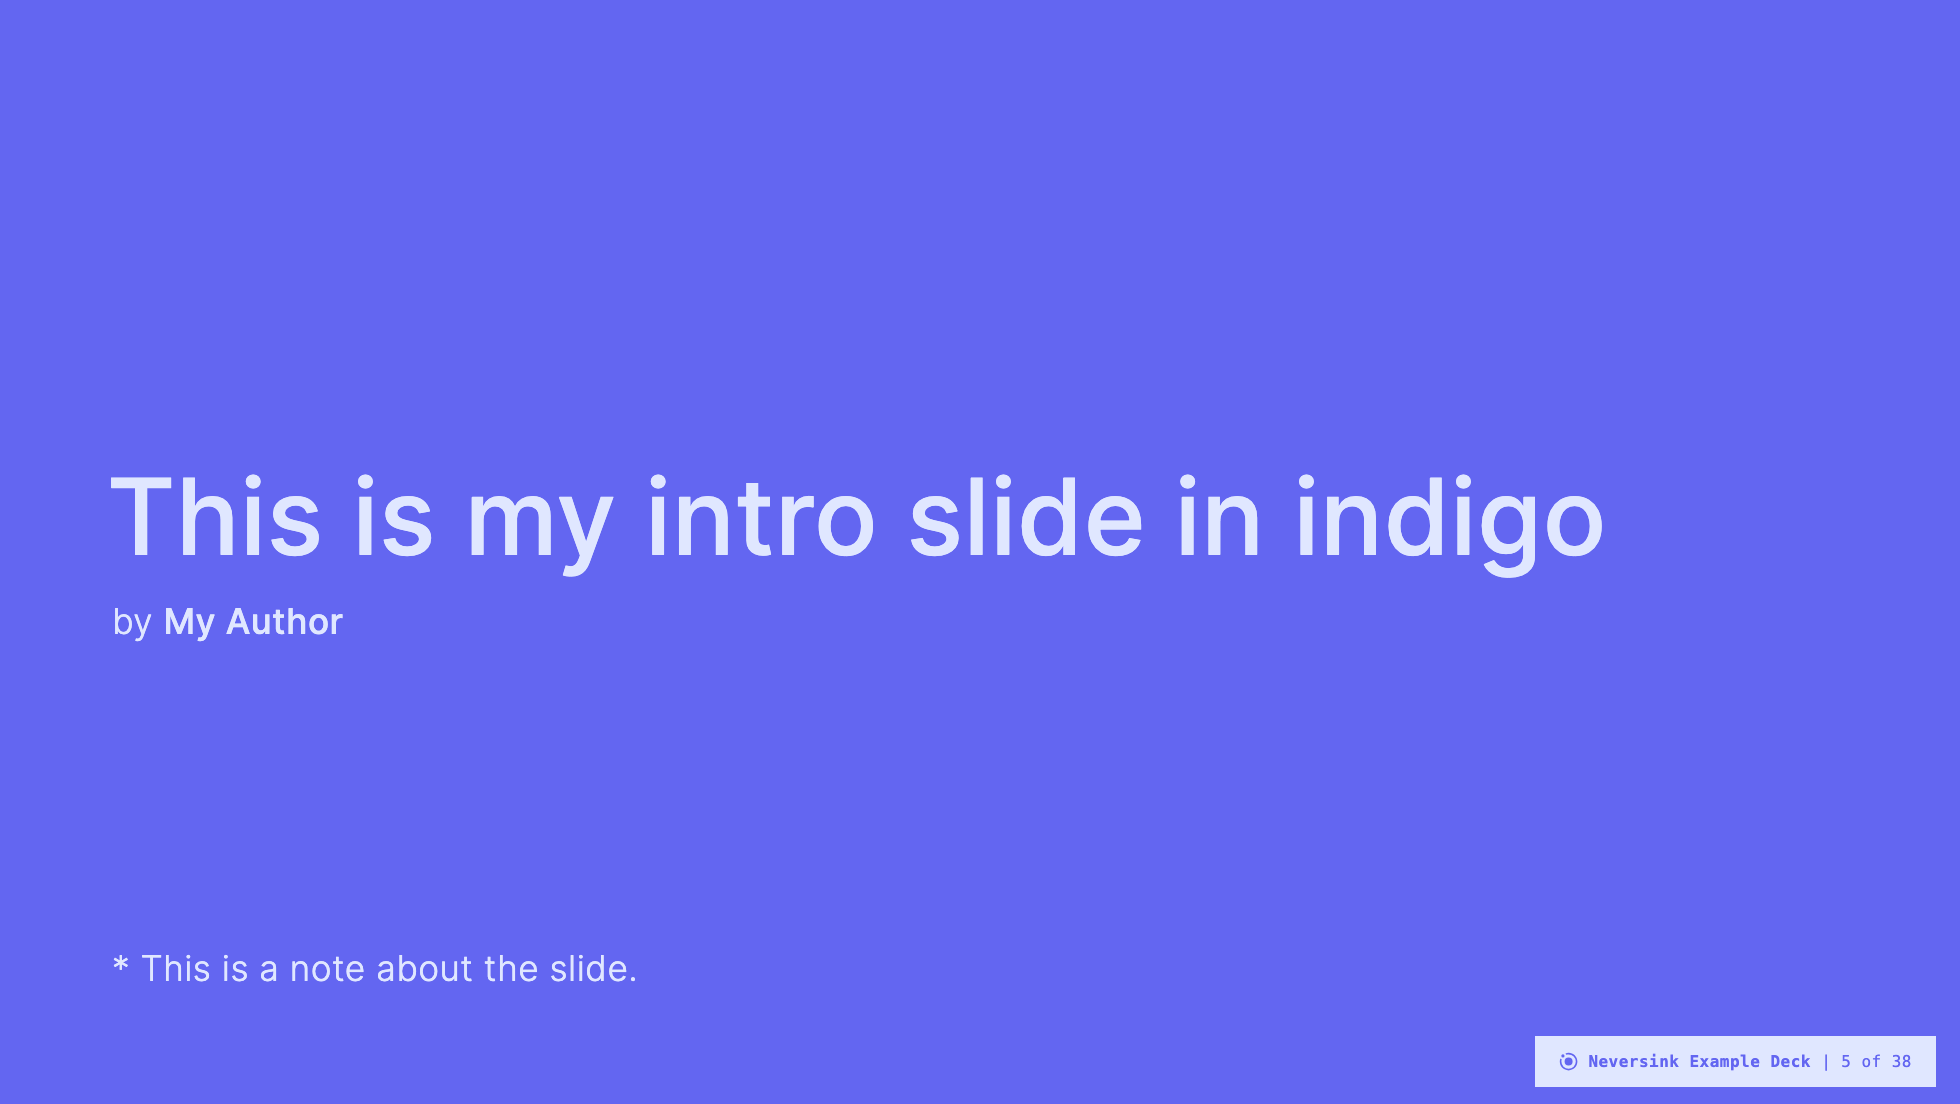 This is my intro slide in indigo
by My Author
* This is a note about the slide.
Neversink Example Deck | 5 of 38